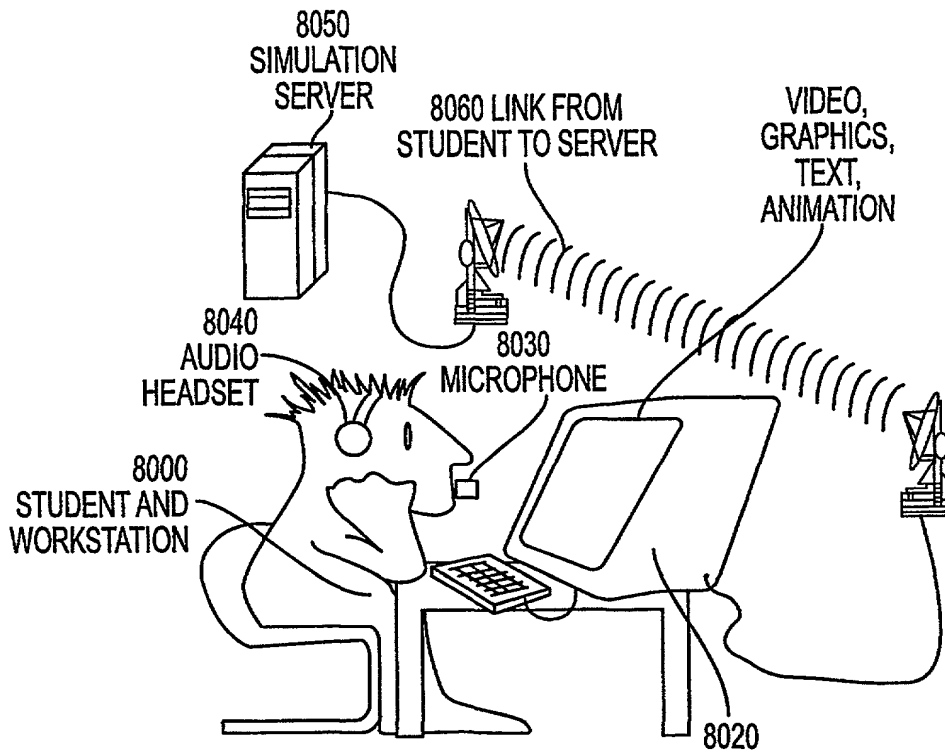 8050
SIMULATION
SERVER
8060 LINK FROM
STUDENT TO SERVER
VIDEO,
GRAPHICS,
TEXT,
ANIMATION
8040
AUDIO
HEADSET
8030
MICROPHONE
8000
STUDENT AND
WORKSTATION
8020